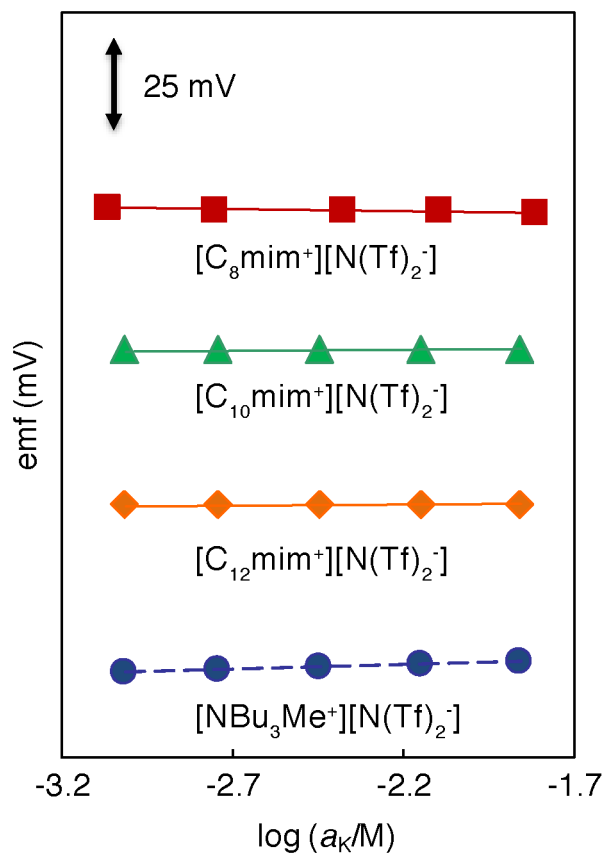 25 mV
[C₈mim⁺][N(Tf)₂⁻]
[C₁₀mim⁺][N(Tf)₂⁻]
[C₁₂mim⁺][N(Tf)₂⁻]
[NBu₃Me⁺][N(Tf)₂⁻]
emf (mV)
-3.2 -2.7 -2.2 -1.7
log (aK/M)